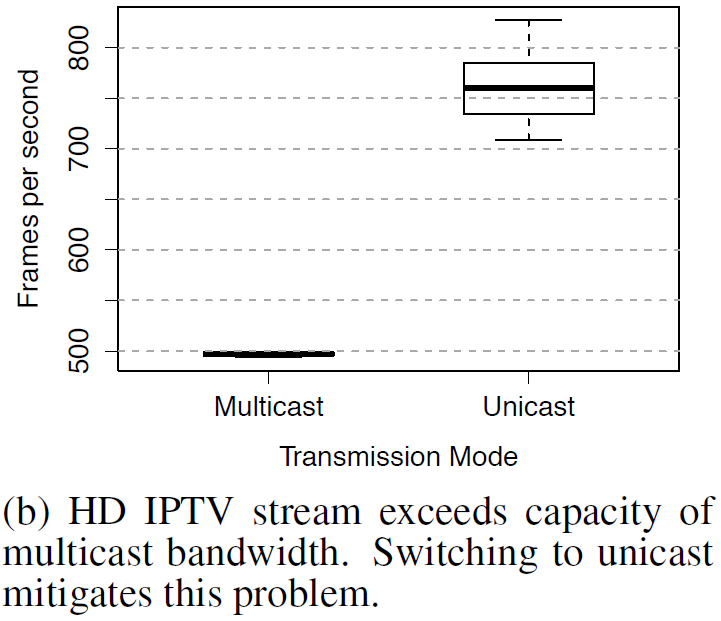 800
700
600
500
Frames per second
Multicast
Unicast
Transmission Mode
(b) HD IPTV stream exceeds capacity of
multicast bandwidth. Switching to unicast
mitigates this problem.